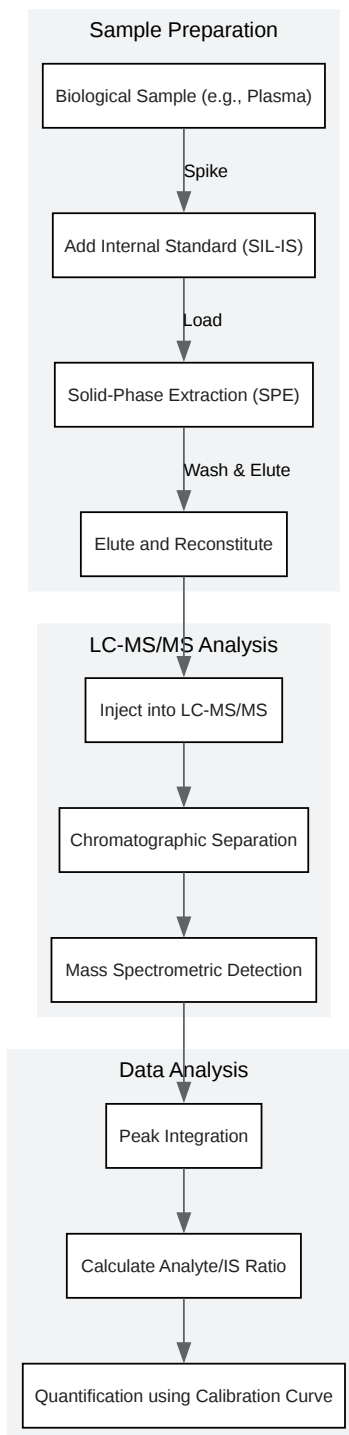 Sample Preparation
Biological Sample (e.g., Plasma)
Spike
Add Internal Standard (SIL-IS)
Load
Solid-Phase Extraction (SPE)
Wash & Elute
Elute and Reconstitute
LC-MS/MS Analysis
Inject into LC-MS/MS
Chromatographic Separation
Mass Spectrometric Detection
Data Analysis
Peak Integration
Calculate Analyte/IS Ratio
Quantification using Calibration Curve